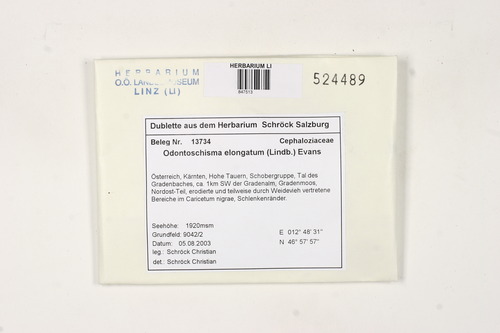 HERBARIUM
O.Ö. LANDESMUSEUM
LINZ (LI)
HERBARIUM LI
524489
Dublette aus dem Herbarium Schröck Salzburg
Beleg Nr. 13734 Cephaloziaceae
Odontoschisma elongatum (Lindb.) Evans
Österreich, Kärnten, Hohe Tauern, Schobergruppe, Tal des
Gradenbaches, ca. 1km SW der Gradenalm, Gradenmoos,
Nordost-Teil, erodierte und teilweise durch Weidevieh vertretene
Bereiche im Caricetum nigrae, Schlenkenränder.
Seehöhe: 1920msm
Grundfeld: 9042/2
Datum: 05.08.2003
leg.: Schröck Christian
det.: Schröck Christian
E 012° 48' 31''
N 46° 57' 57''